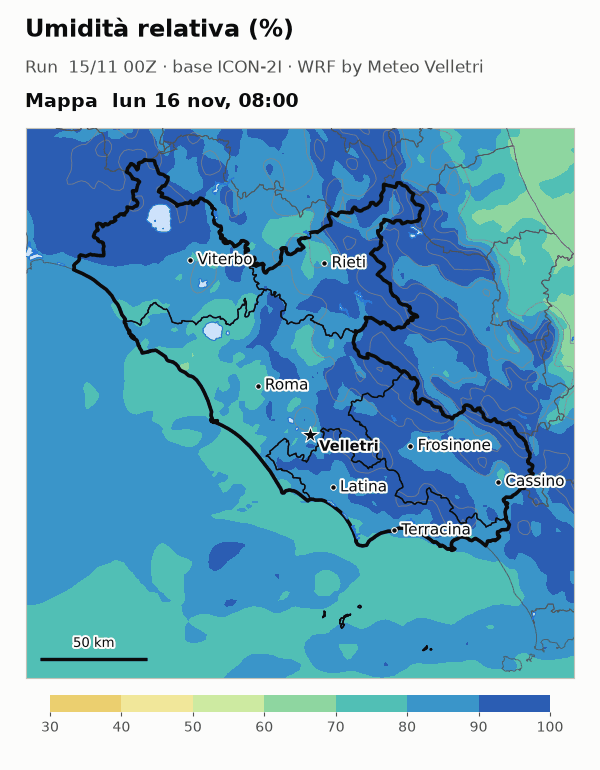 Umidità relativa (%)
Run  15/11 00Z · base ICON-2I · WRF by Meteo Velletri
Mappa  lun 16 nov, 08:00
Viterbo
Rieti
Roma
Velletri
Frosinone
Cassino
Latina
Terracina
50 km
30 40 50 60 70 80 90 100